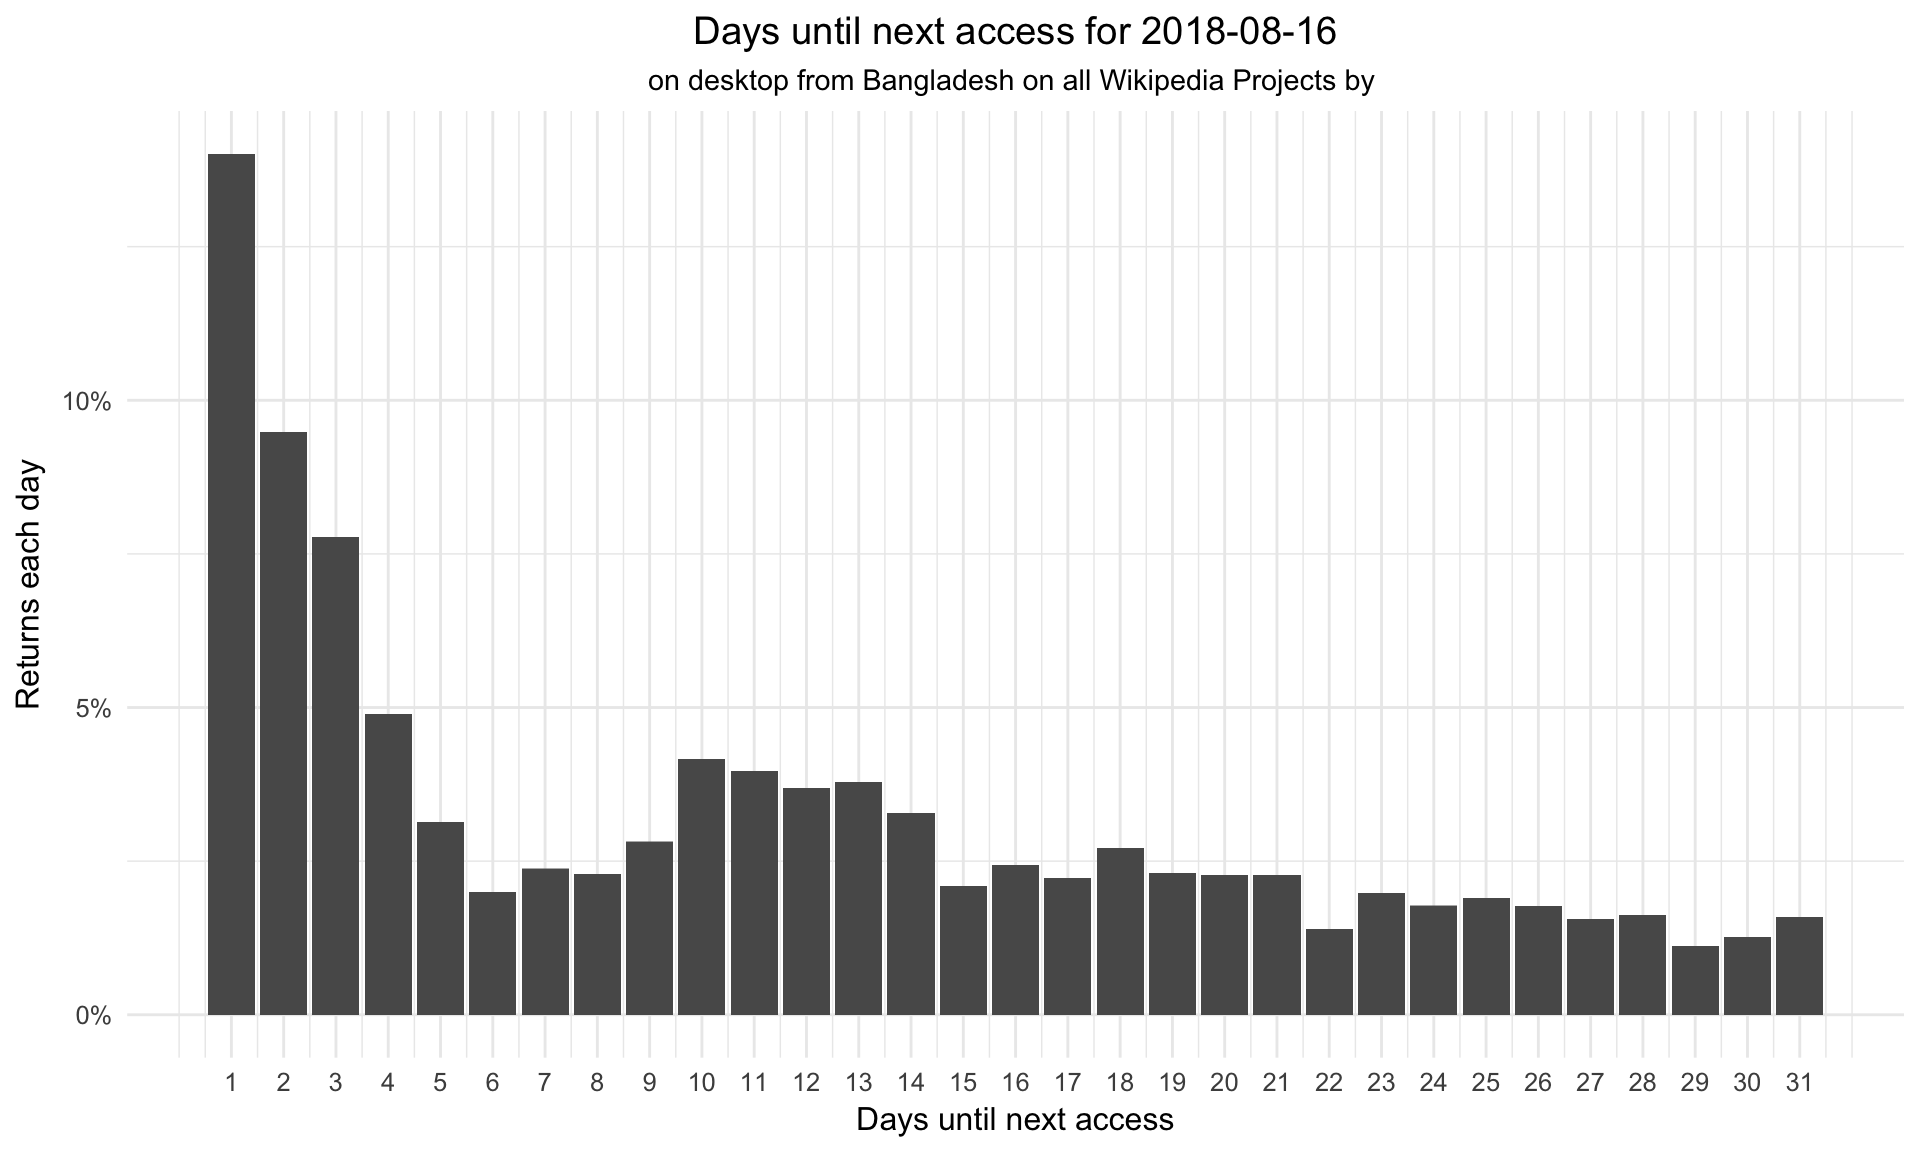 Days until next access for 2018-08-16
on desktop from Bangladesh on all Wikipedia Projects by
Returns each day
10%
5%
0%
1 2 3 4 5 6 7 8 9 10 11 12 13 14 15 16 17 18 19 20 21 22 23 24 25 26 27 28 29 30 31
Days until next access